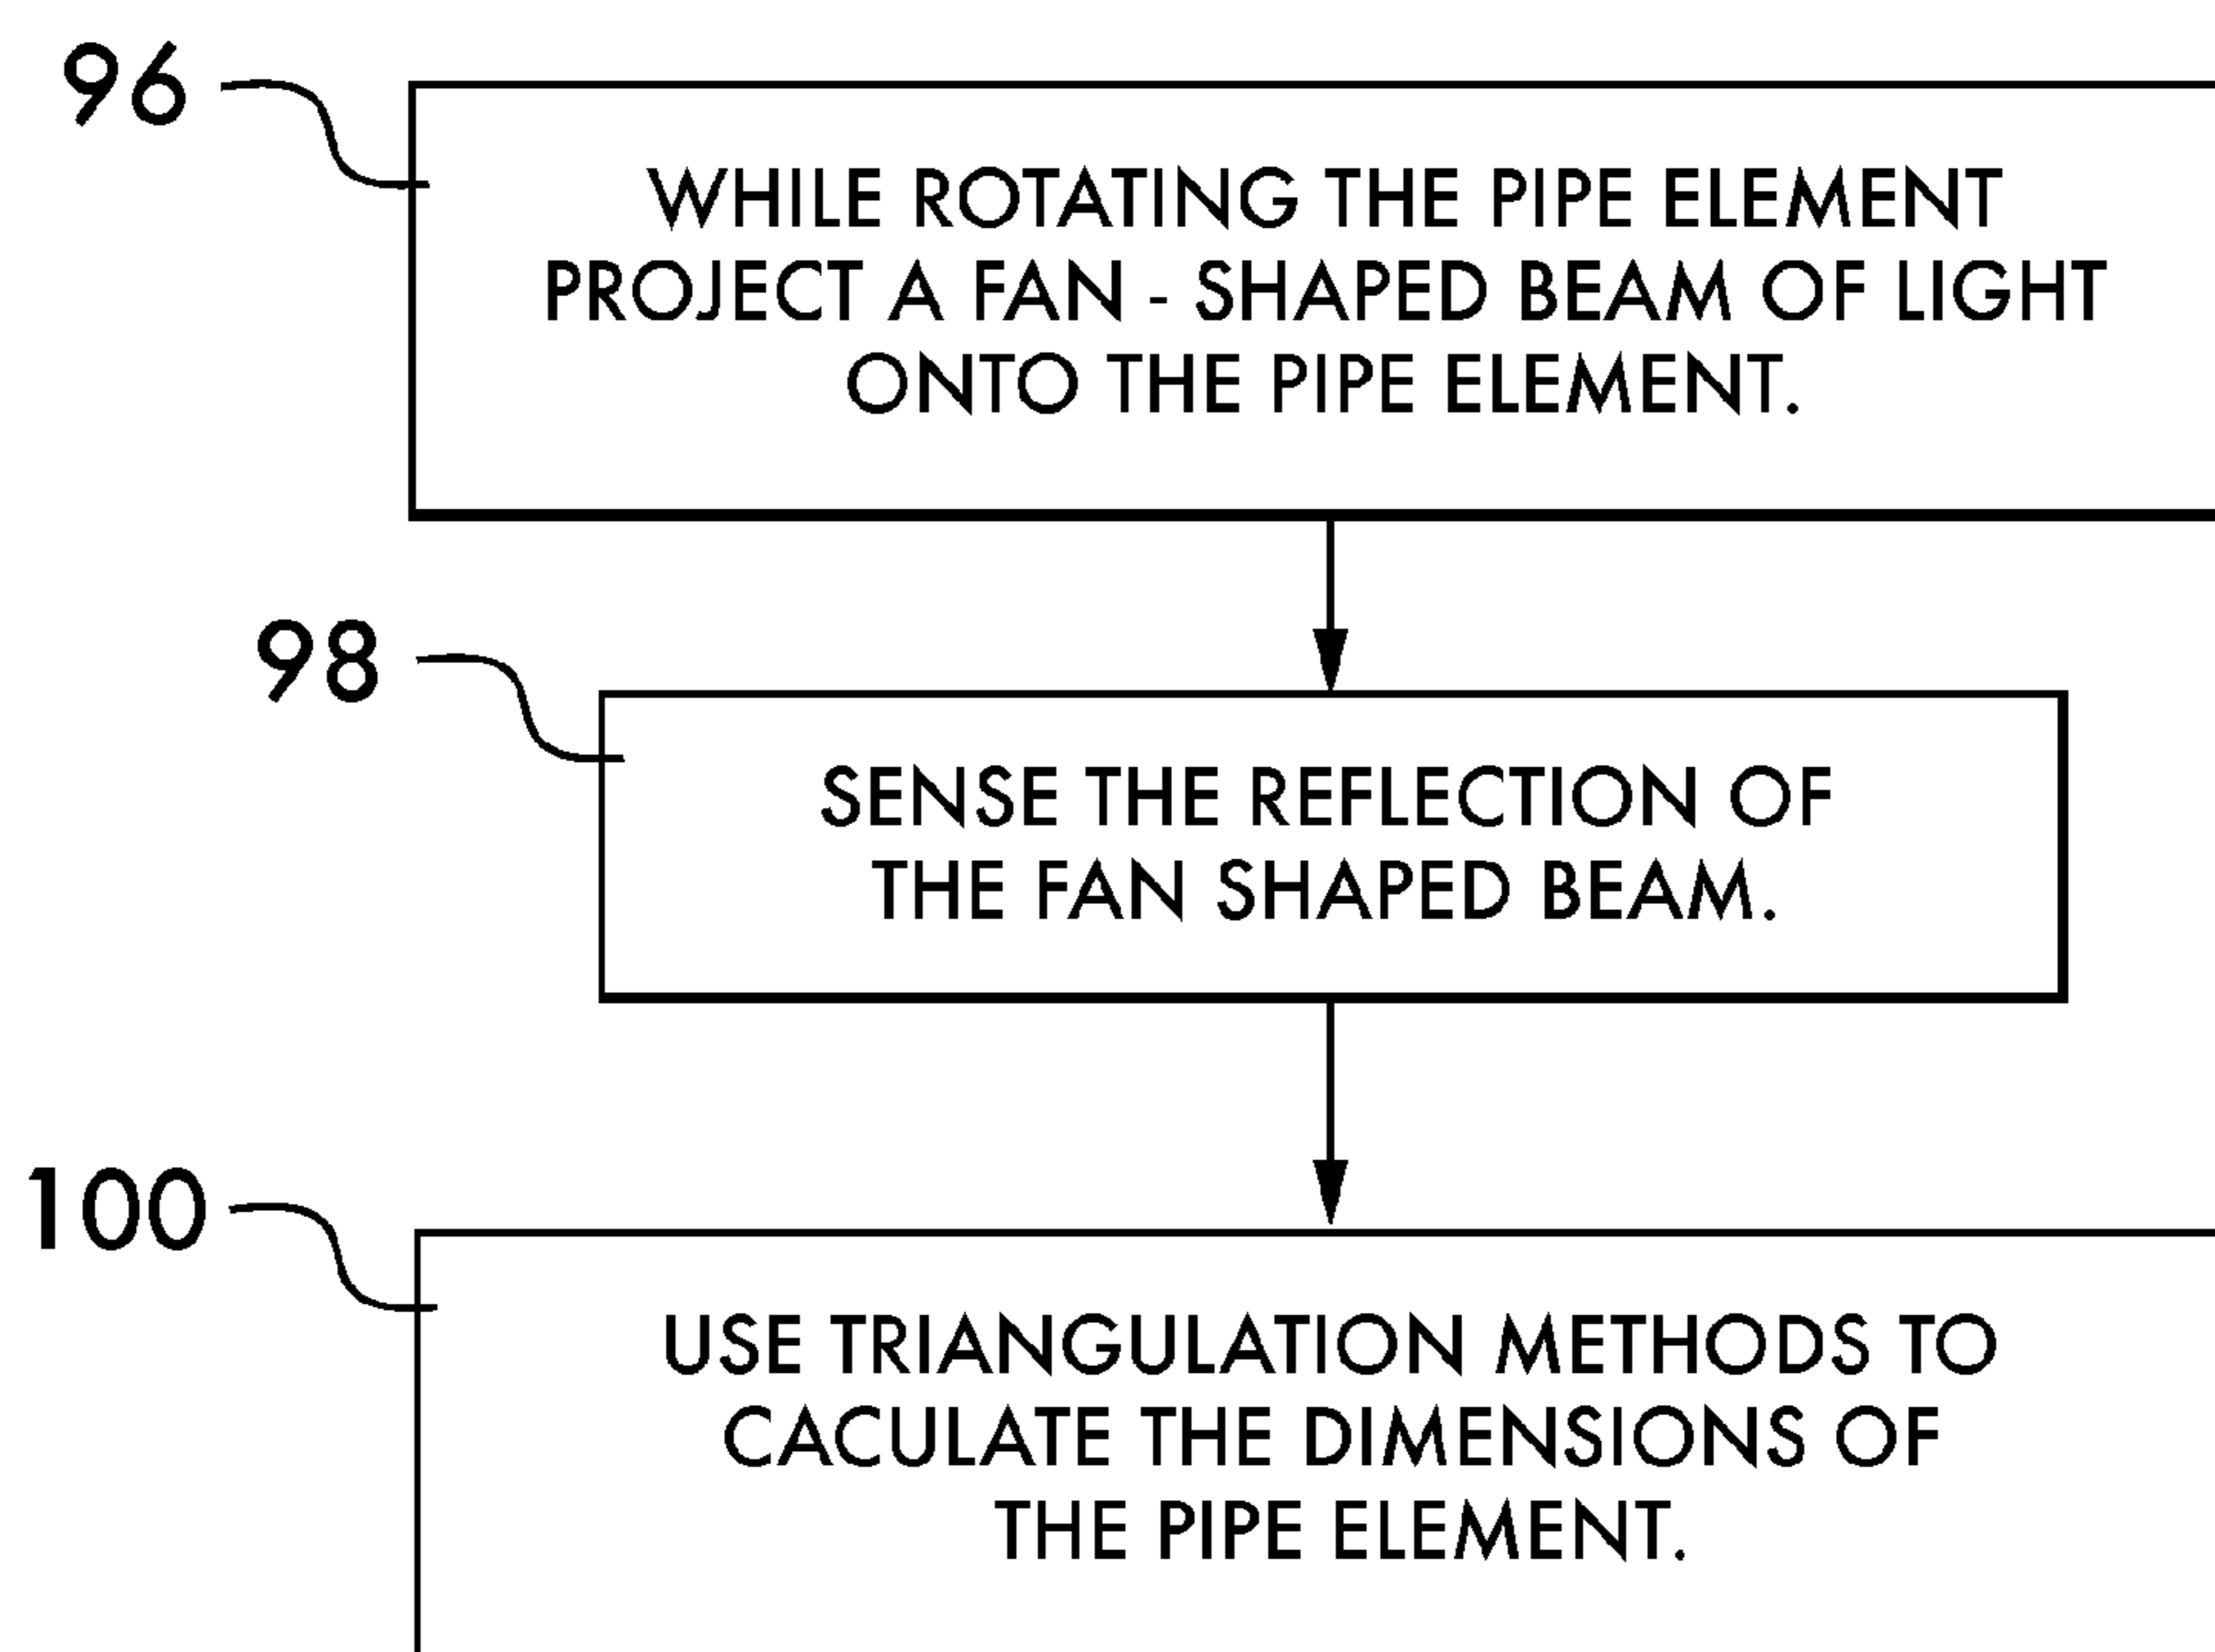 96
WHILE ROTATING THE PIPE ELEMENT
PROJECT A FAN - SHAPED BEAM OF LIGHT
ONTO THE PIPE ELEMENT.
98
SENSE THE REFLECTION OF
THE FAN SHAPED BEAM.
100
USE TRIANGULATION METHODS TO
CACULATE THE DIMENSIONS OF
THE PIPE ELEMENT.